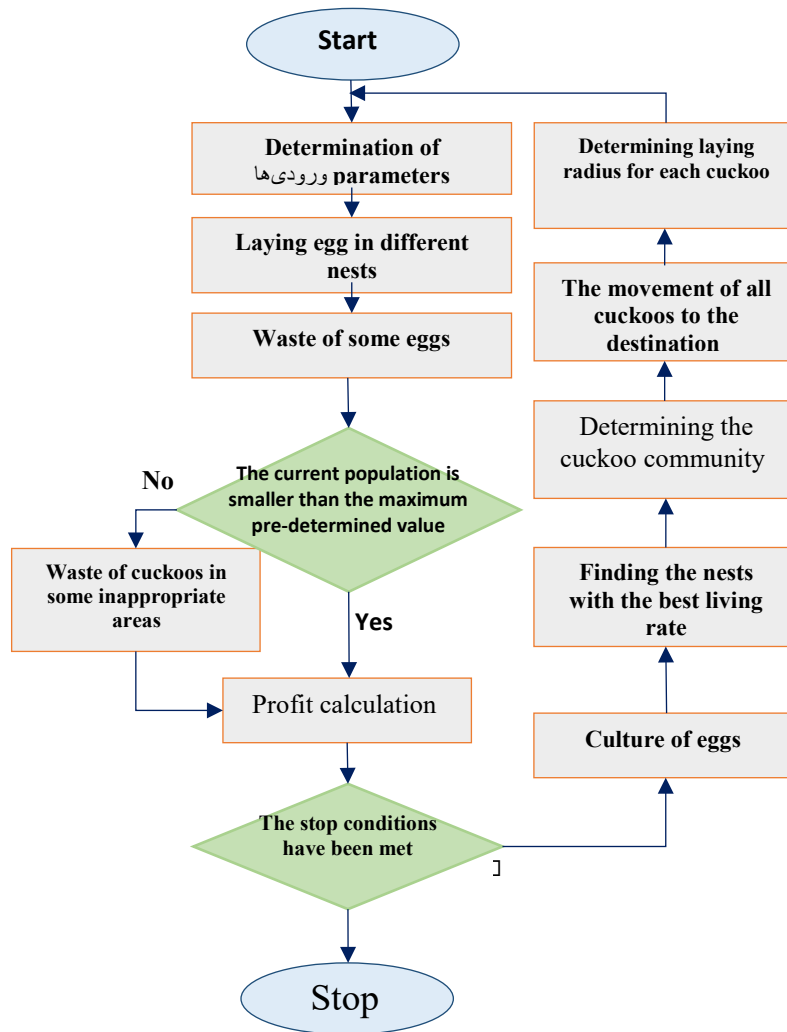 Start
Determination of
ورودی‌ها parameters
Laying egg in different
nests
Waste of some eggs
The current population is
smaller than the maximum
pre-determined value
No
Waste of cuckoos in
some inappropriate
areas
Yes
Profit calculation
The stop conditions
have been met
Stop
Determining laying
radius for each cuckoo
The movement of all
cuckoos to the
destination
Determining the
cuckoo community
Finding the nests
with the best living
rate
Culture of eggs